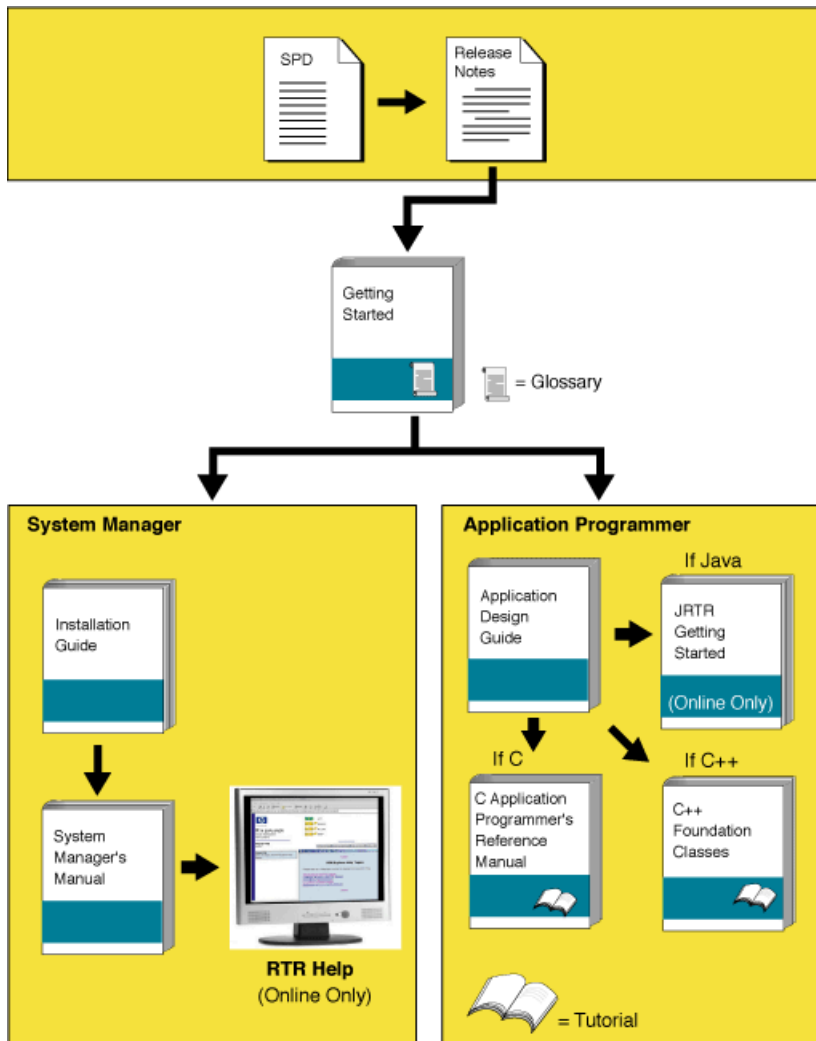 SPD
Release
Notes
Getting
Started
= Glossary
System Manager
Installation
Guide
System
Manager's
Manual
RTR Help
(Online Only)
Application Programmer
Application
Design
Guide
If Java
JRTR
Getting
Started
(Online Only)
If C
C Application
Programmer's
Reference
Manual
If C++
C++
Foundation
Classes
= Tutorial